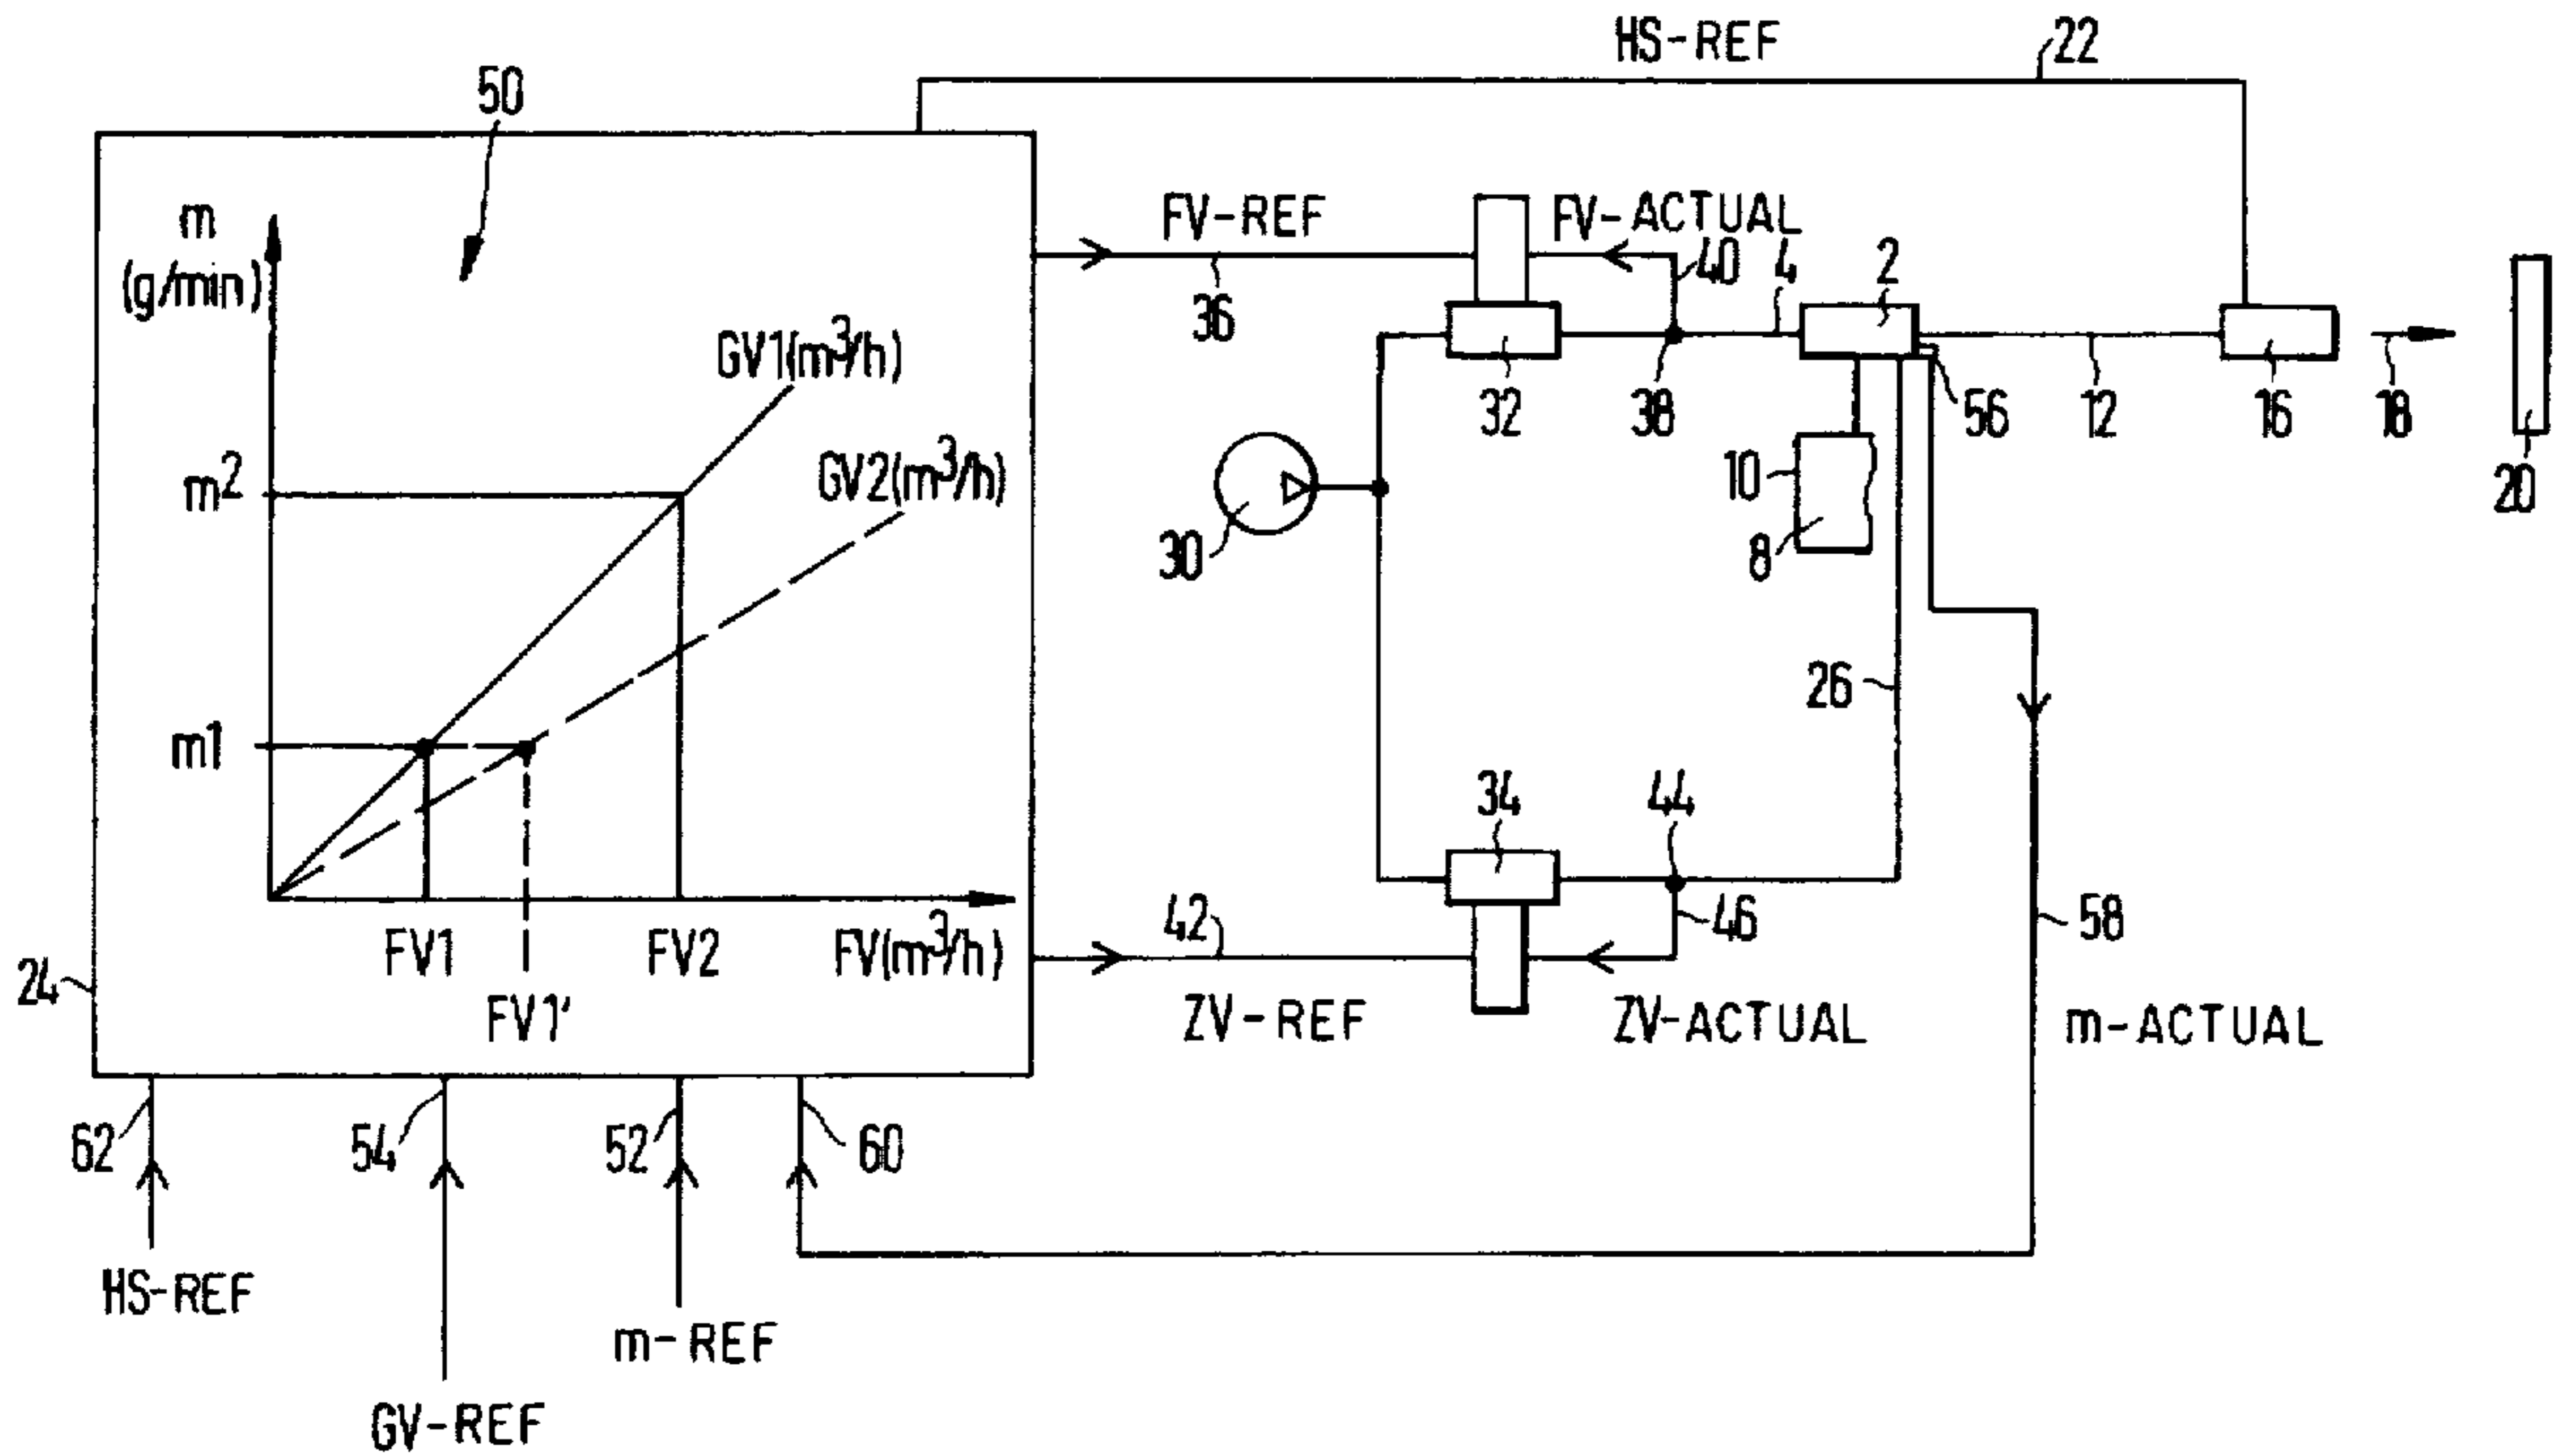 HS-REF
22
50
m
(g/min)
FV-REF
FV-ACTUAL
40
4
2
36
GV1(m³/h)
32
38
56
12
16
18
GV2(m³/h)
m2
10
20
30
8
26
m1
34
44
42
46
58
FV1
FV2
FV(m³/h)
24
FV1'
ZV-REF
ZV-ACTUAL
m-ACTUAL
62
54
52
60
HS-REF
m-REF
GV-REF